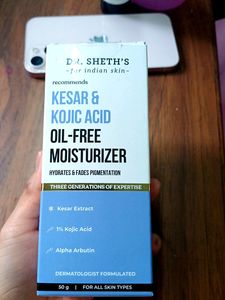 DR. SHETH'S
for indian skin
recommends
KESAR &
KOJIC ACID
OIL-FREE
MOISTURIZER
HYDRATES & FADES PIGMENTATION
THREE GENERATIONS OF EXPERTISE
Kesar Extract
1% Kojic Acid
Alpha Arbutin
DERMATOLOGIST FORMULATED
50 g | FOR ALL SKIN TYPES